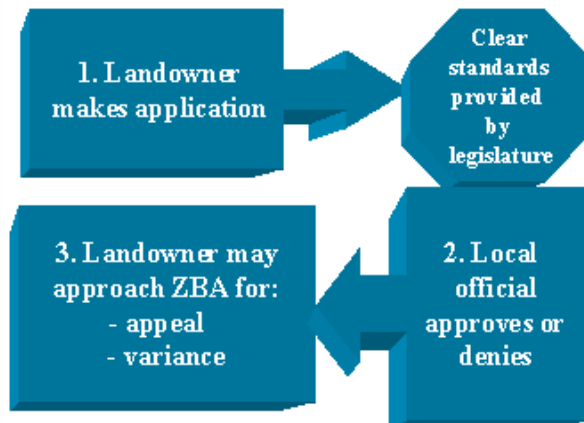 1. Landowner
makes application
Clear
standards
provided
by
legislature
2. Local
official
approves or
denies
3. Landowner may
approach ZBA for:
- appeal
- variance